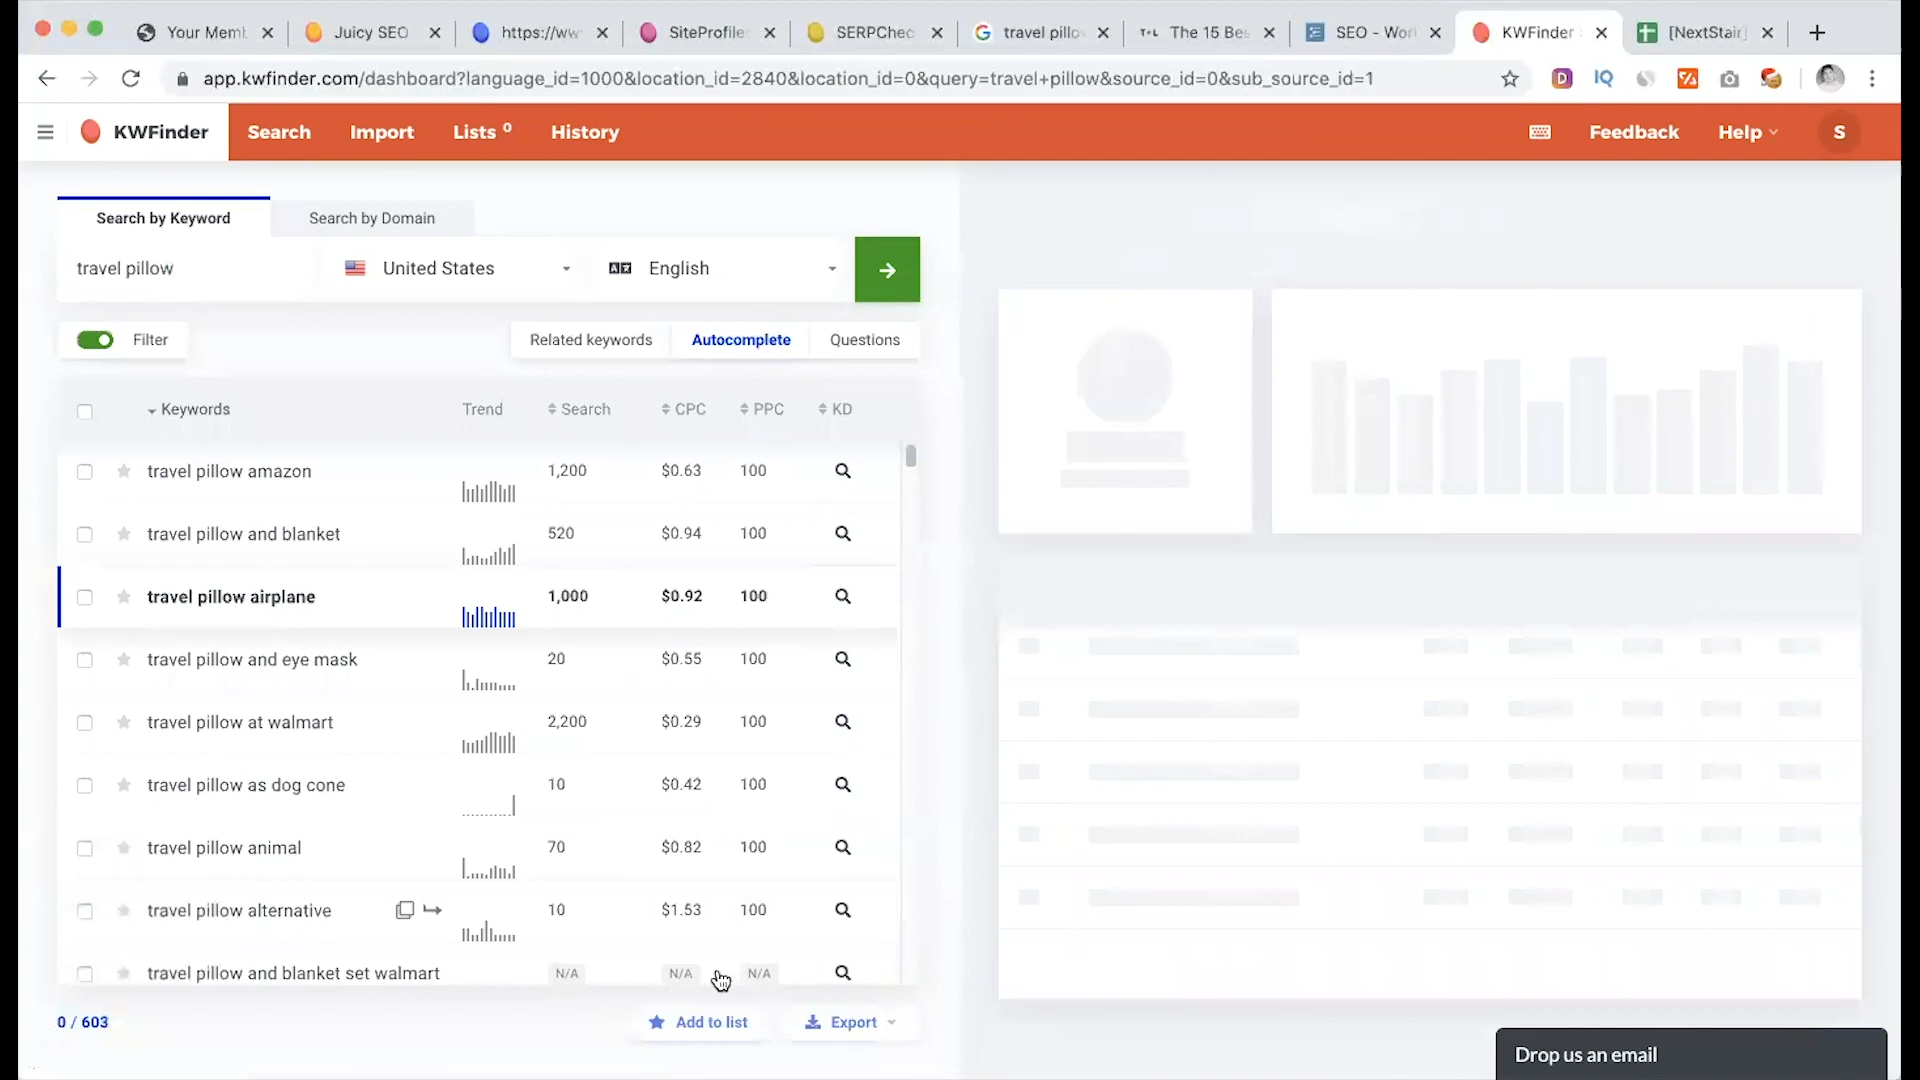 Your Meml
Juicy SEO
https://ww
SiteProfile
SERPChec
travel pillo
The 15 Bes
SEO - Worl
KWFinder
[NextStair]
app.kwfinder.com/dashboard?language_id=1000&location_id=2840&location_id=0&query=travel+pillow&source_id=0&sub_source_id=1
KWFinder
Search
Import
Lists 0
History
Feedback
Help
S
Search by Keyword
Search by Domain
travel pillow
United States
English
Filter
Related keywords
Autocomplete
Questions
Keywords Trend Search CPC PPC KD
travel pillow amazon 1,200 $0.63 100
travel pillow and blanket 520 $0.94 100
travel pillow airplane 1,000 $0.92 100
travel pillow and eye mask 20 $0.55 100
travel pillow at walmart 2,200 $0.29 100
travel pillow as dog cone 10 $0.42 100
travel pillow animal 70 $0.82 100
travel pillow alternative 10 $1.53 100
travel pillow and blanket set walmart N/A N/A N/A
0 / 603
Add to list
Export
Drop us an email